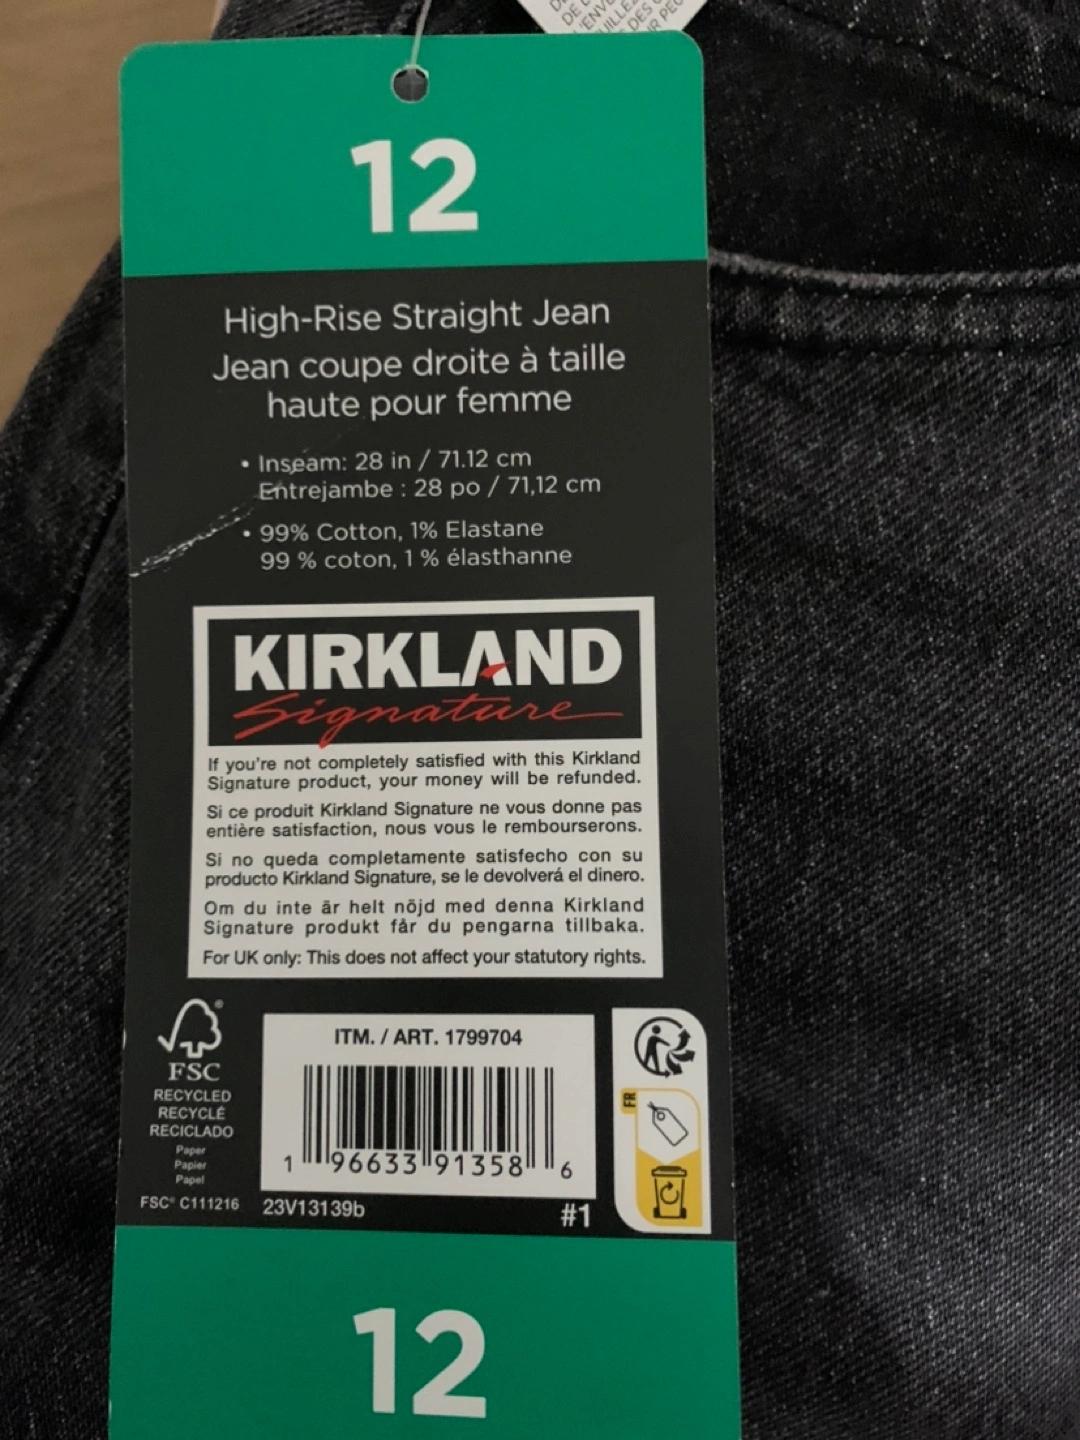 12
High-Rise Straight Jean
Jean coupe droite à taille
haute pour femme
• Inseam: 28 in / 71.12 cm
Entrejambe : 28 po / 71,12 cm
• 99% Cotton, 1% Elastane
99 % coton, 1 % élasthanne
KIRKLAND
Signature
If you're not completely satisfied with this Kirkland
Signature product, your money will be refunded.
Si ce produit Kirkland Signature ne vous donne pas
entière satisfaction, nous vous le rembourserons.
Si no queda completamente satisfecho con su
producto Kirkland Signature, se le devolverá el dinero.
Om du inte är helt nöjd med denna Kirkland
Signature produkt får du pengarna tillbaka.
For UK only: This does not affect your statutory rights.
FSC®
RECYCLED
RECYCLÉ
RECICLADO
Paper
Papier
Papel
FSC® C111216
ITM. / ART. 1799704
1 96633 91358 6
23V13139b
#1
FR
12